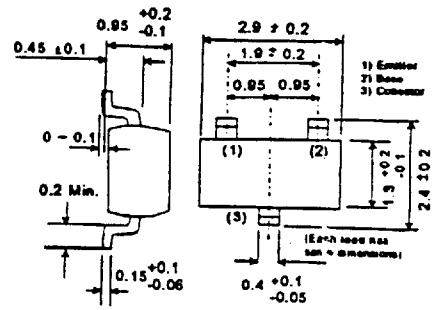 0.95 +0.2 -0.1
0.45 ±0.1
0 ~ 0.1
0.2 Min.
0.15 +0.1 -0.06
2.9 ± 0.2
1.9 ± 0.2
0.95 0.95
1) Emitter
2) Base
3) Collector
(1) (2)
(3)
+0.2 -0.1
2.4 ±0.2
(Each lead has
dimensions)
0.4 +0.1 -0.05